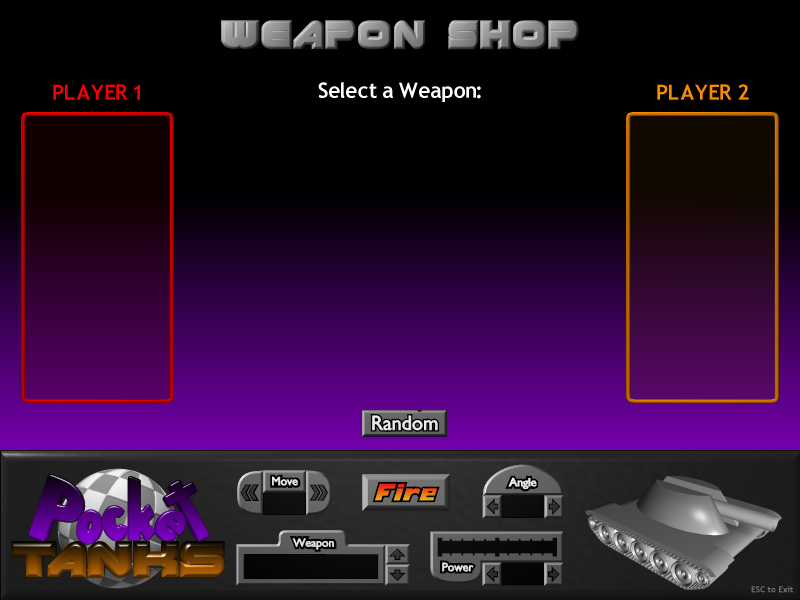 WEAPON SHOP
PLAYER 1
Select a Weapon:
PLAYER 2
Random
Pocket
TANKS
Move
Fire
Angle
Weapon
Power
ESC to Exit